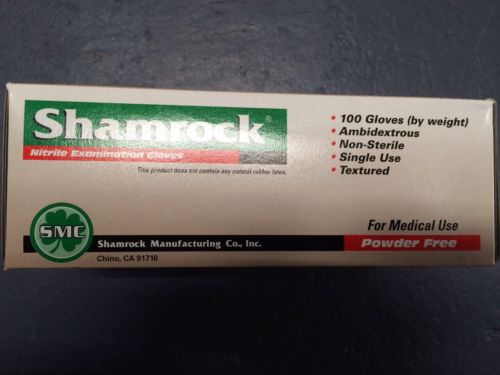 Shamrock®
Nitrile Examination Gloves
This product does not contain any natural rubber latex.
• 100 Gloves (by weight)
• Ambidextrous
• Non-Sterile
• Single Use
• Textured
SMC
Shamrock Manufacturing Co., Inc.
Chino, CA 91710
For Medical Use
Powder Free